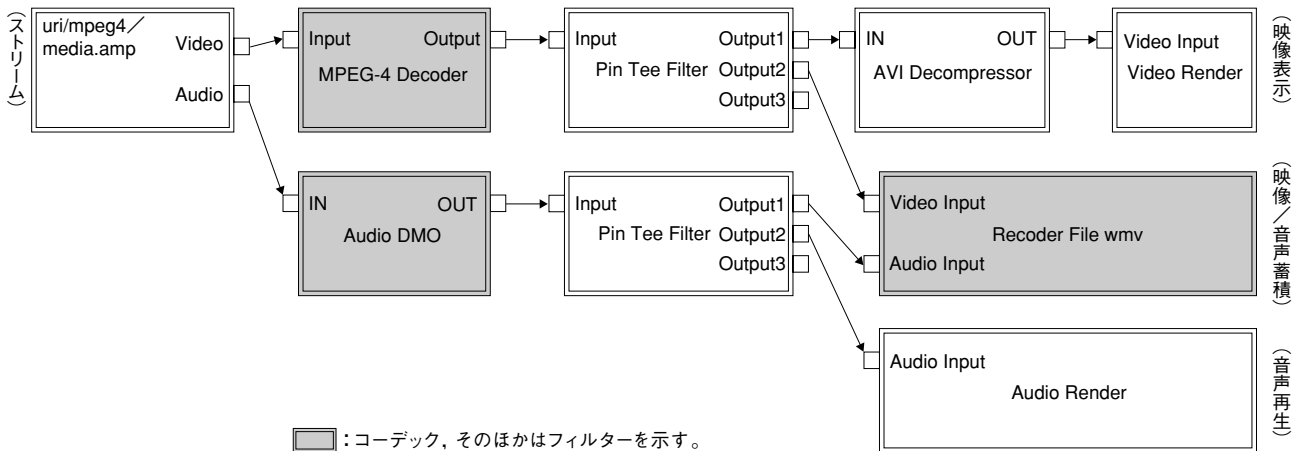 (ストリーム)
uri/mpeg4/
media.amp
Video
Audio
Input
Output
MPEG-4 Decoder
Input
Output1
Pin Tee Filter
Output2
Output3
IN
OUT
AVI Decompressor
Video Input
Video Render
(映像表示)
IN
OUT
Audio DMO
Input
Output1
Pin Tee Filter
Output2
Output3
Video Input
Recoder File wmv
Audio Input
(映像/音声蓄積)
Audio Input
Audio Render
(音声再生)
:コーデック,そのほかはフィルターを示す。